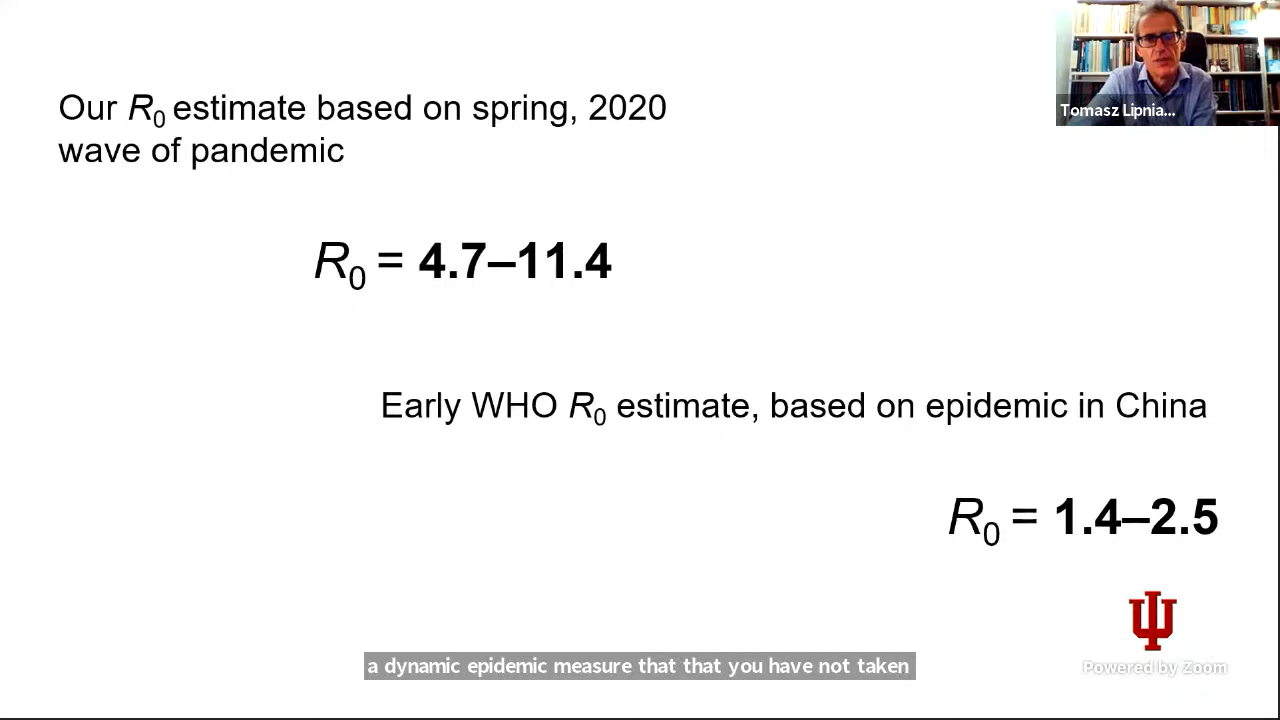 Our R₀ estimate based on spring, 2020
wave of pandemic
R₀ = 4.7–11.4
Early WHO R₀ estimate, based on epidemic in China
R₀ = 1.4–2.5
Tomasz Lipnia...
a dynamic epidemic measure that that you have not taken
Powered by Zoom